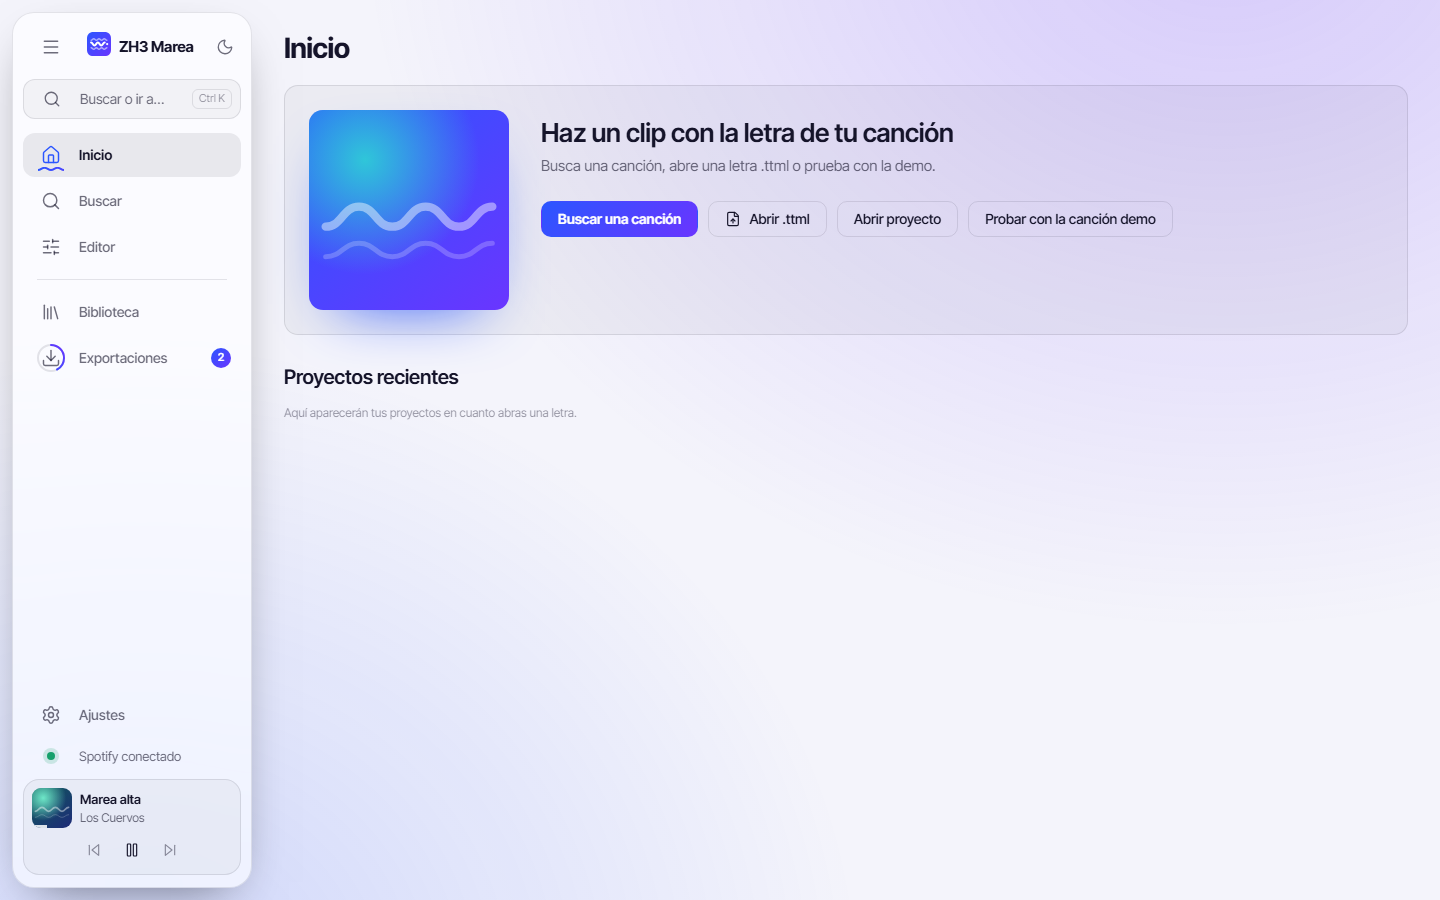 ZH3 Marea
Buscar o ir a...
Ctrl K
Inicio
Buscar
Editor
Biblioteca
Exportaciones
2
Ajustes
Spotify conectado
Marea alta
Los Cuervos
Inicio
Haz un clip con la letra de tu canción
Busca una canción, abre una letra .ttml o prueba con la demo.
Buscar una canción
Abrir .ttml
Abrir proyecto
Probar con la canción demo
Proyectos recientes
Aquí aparecerán tus proyectos en cuanto abras una letra.